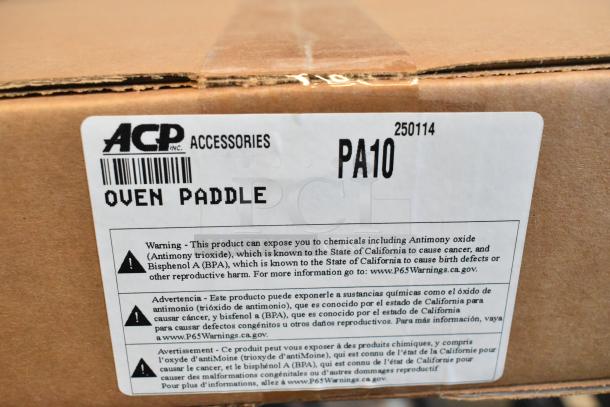 ACP INC. ACCESSORIES
250114
PA10
OVEN PADDLE
PCI
Warning - This product can expose you to chemicals including Antimony oxide
(Antimony trioxide), which is known to the State of California to cause cancer, and
Bisphenol A (BPA), which is known to the State of California to cause birth defects or
other reproductive harm. For more information go to: www.P65Warnings.ca.gov.
Advertencia - Este producto puede exponerle a sustancias químicas como el óxido de
antimonio (trióxido de antimonio), que es conocido por el estado de California para
causar cáncer, y bisfenol a (BPA), que es conocido por el estado de California
para causar defectos congénitos u otros daños reproductivos. Para más información, vaya
a www.P65Warnings.ca.gov.
Avertissement - Ce produit peut vous exposer à des produits chimiques, y compris
l'oxyde d'antiMoine (trioxyde d'antiMoine), qui est connu de l'état de la Californie pour
causer le cancer, et le bisphénol A (BPA), qui est connu de l'état de Californie pour
causer des malformations congénitales ou d'autres dommages reproductif
Pour plus d'informations, allez à www.P65Warnings.ca.gov